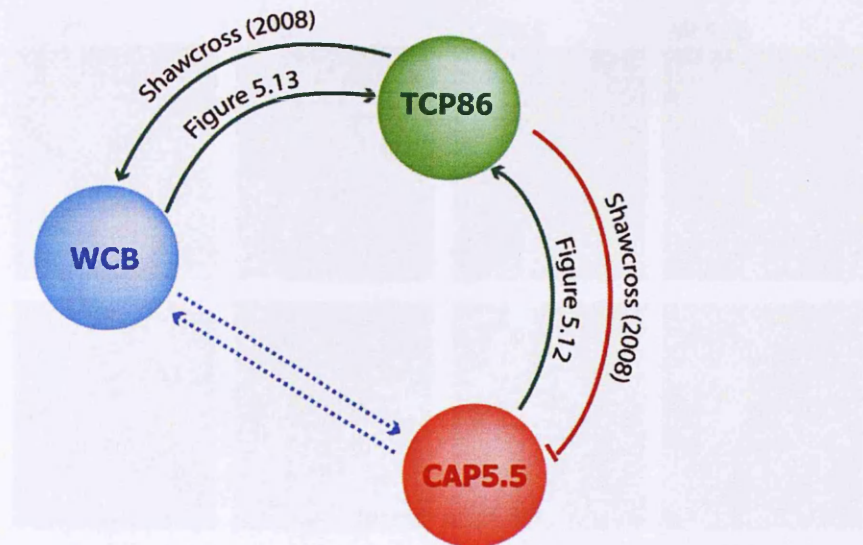 Shawcross (2008)
Figure 5.13
TCP86
WCB
Shawcross (2008)
Figure 5.12
CAP5.5